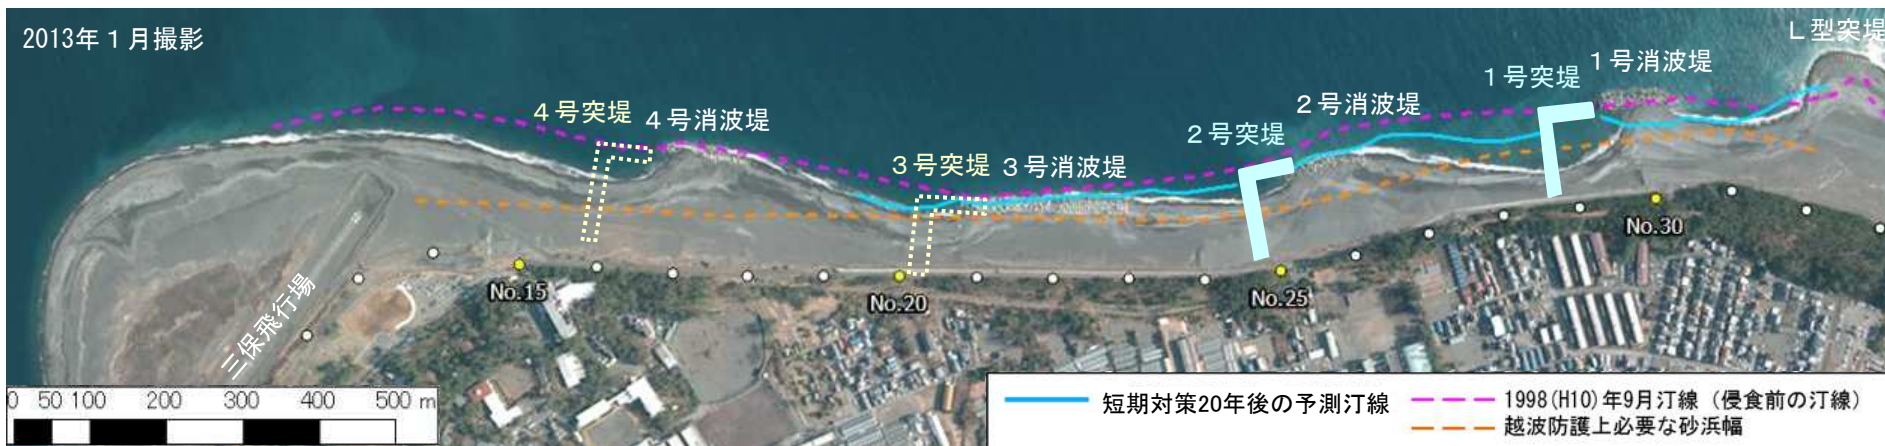 2013年１月撮影
Ｌ型突堤
１号消波堤
１号突堤
２号消波堤
２号突堤
４号突堤
４号消波堤
３号突堤
３号消波堤
No.15
No.20
No.25
No.30
三保飛行場
0 50 100 200 300 400 500 m
短期対策20年後の予測汀線
1998(H10)年9月汀線（侵食前の汀線）
越波防護上必要な砂浜幅